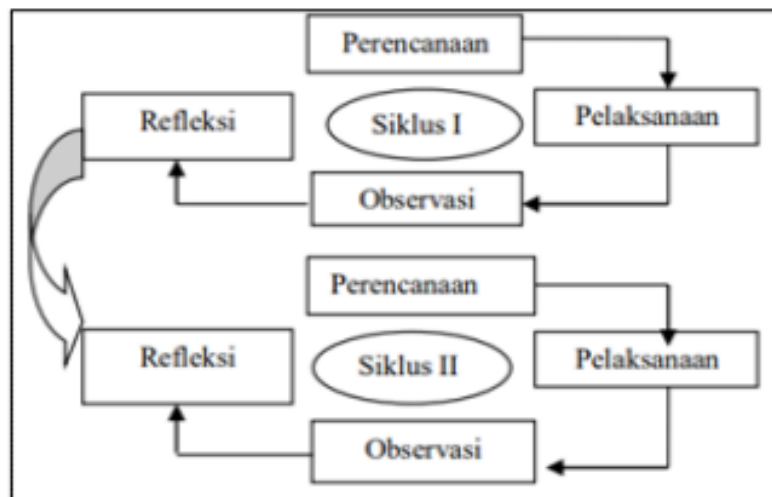 Perencanaan
Refleksi
Siklus I
Pelaksanaan
Observasi
Perencanaan
Refleksi
Siklus II
Pelaksanaan
Observasi